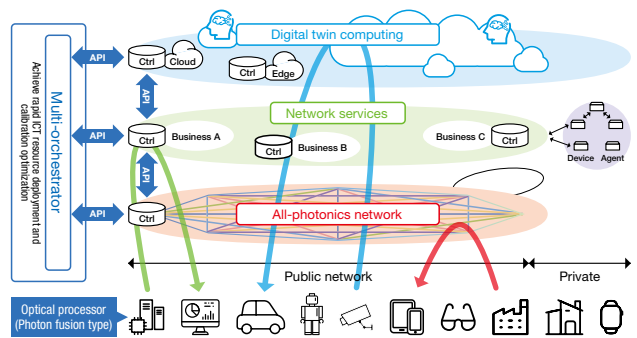 Digital twin computing
API
Ctrl
Cloud
Ctrl
Edge
API
Multi-orchestrator
Achieve rapid ICT resource deployment and
calibration optimization
Network services
API
Ctrl
Business A
Ctrl
Business B
Business C
Ctrl
Device
Agent
API
API
Ctrl
All-photonics network
Public network
Private
Optical processor
(Photon fusion type)